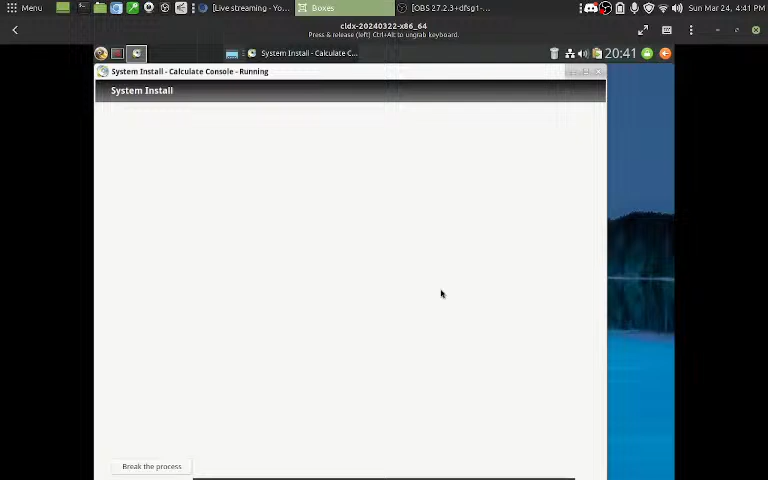 Menu
[Live streaming - Yo...
Boxes
[OBS 27.2.3+dfsg1-...
Sun Mar 24, 4:41 PM
cldx-20240322-x86_64
Press & release (left) Ctrl+Alt to ungrab keyboard.
System Install - Calculate C...
20:41
System Install - Calculate Console - Running
System Install
Break the process